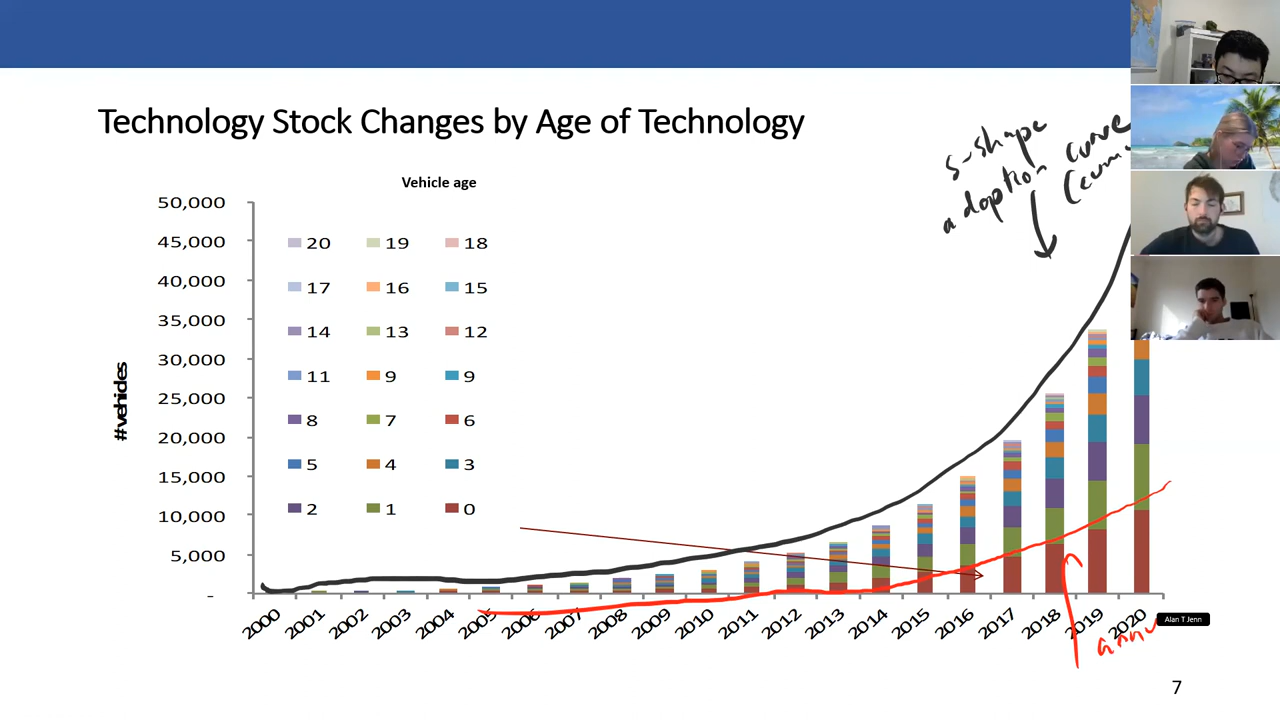 Technology Stock Changes by Age of Technology
s-shape
adoption curve
Vehicle age
50,000
45,000
40,000
35,000
30,000
25,000
20,000
15,000
10,000
5,000
-
#vehicles
20 19 18
17 16 15
14 13 12
11 9 9
8 7 6
5 4 3
2 1 0
2000 2001 2002 2003 2004 2005 2006 2007 2008 2009 2010 2011 2012 2013 2014 2015 2016 2017 2018 2019 2020
Alan T Jenn
7